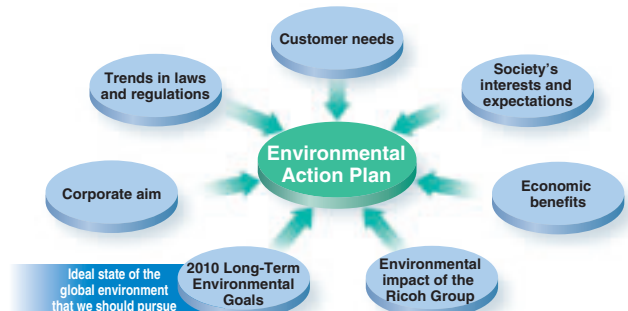 Customer needs
Trends in laws
and regulations
Society's
interests and
expectations
Environmental
Action Plan
Corporate aim
Economic
benefits
Ideal state of the
global environment
that we should pursue
2010 Long-Term
Environmental
Goals
Environmental
impact of the
Ricoh Group